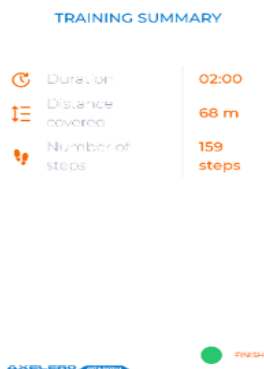 TRAINING SUMMARY
Duration
02:00
Distance
covered
68 m
Number of
steps
159
steps
FINISH